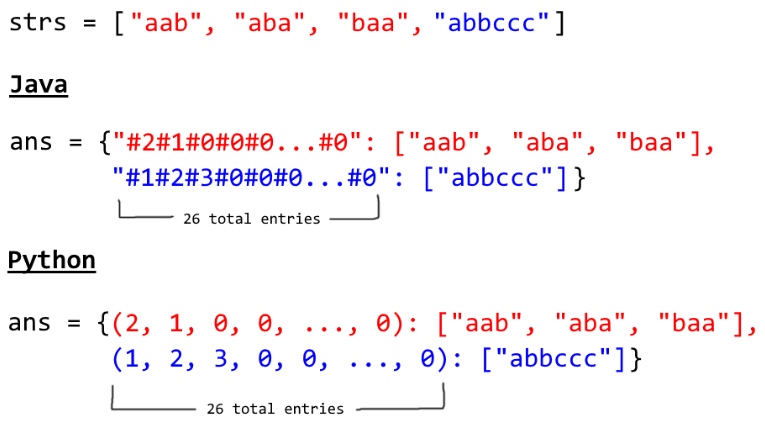 strs = ["aab", "aba", "baa", "abbccc"]
Java
ans = {"#2#1#0#0#0...#0": ["aab", "aba", "baa"],
"#1#2#3#0#0#0...#0": ["abbccc"]}
26 total entries
Python
ans = {(2, 1, 0, 0, ..., 0): ["aab", "aba", "baa"],
(1, 2, 3, 0, 0, ..., 0): ["abbccc"]}
26 total entries